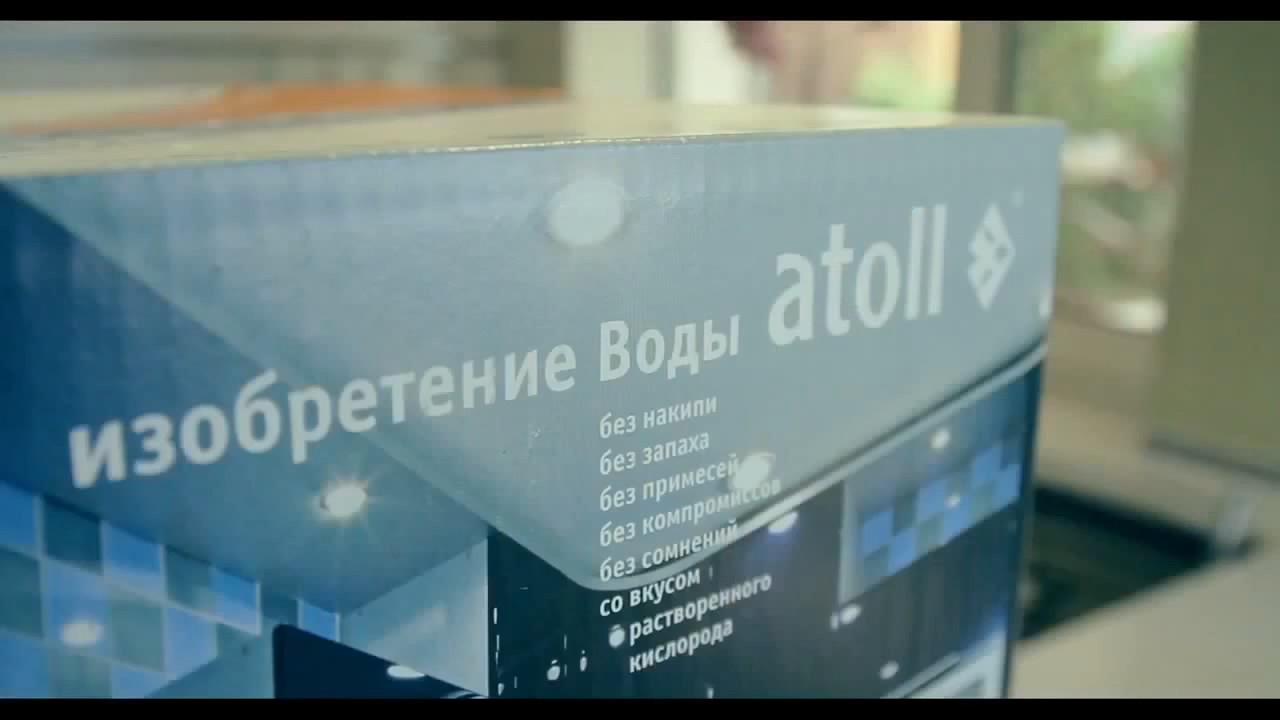 изобретение Воды atoll
без накипи
без запаха
без примесей
без компромиссов
без сомнений
со вкусом
растворенного
кислорода